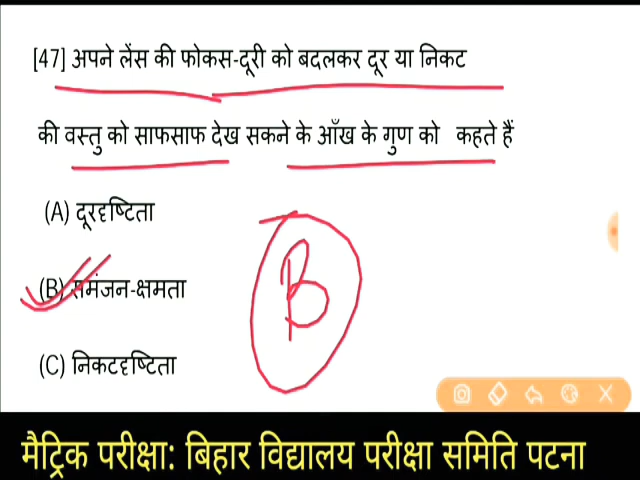 [47] अपने लेंस की फोकस-दूरी को बदलकर दूर या निकट
की वस्तु को साफसाफ देख सकने के आँख के गुण को कहते हैं
(A) दूरदृष्टिता
(B) समंजन-क्षमता
B
(C) निकटदृष्टिता
मैट्रिक परीक्षा: बिहार विद्यालय परीक्षा समिति पटना